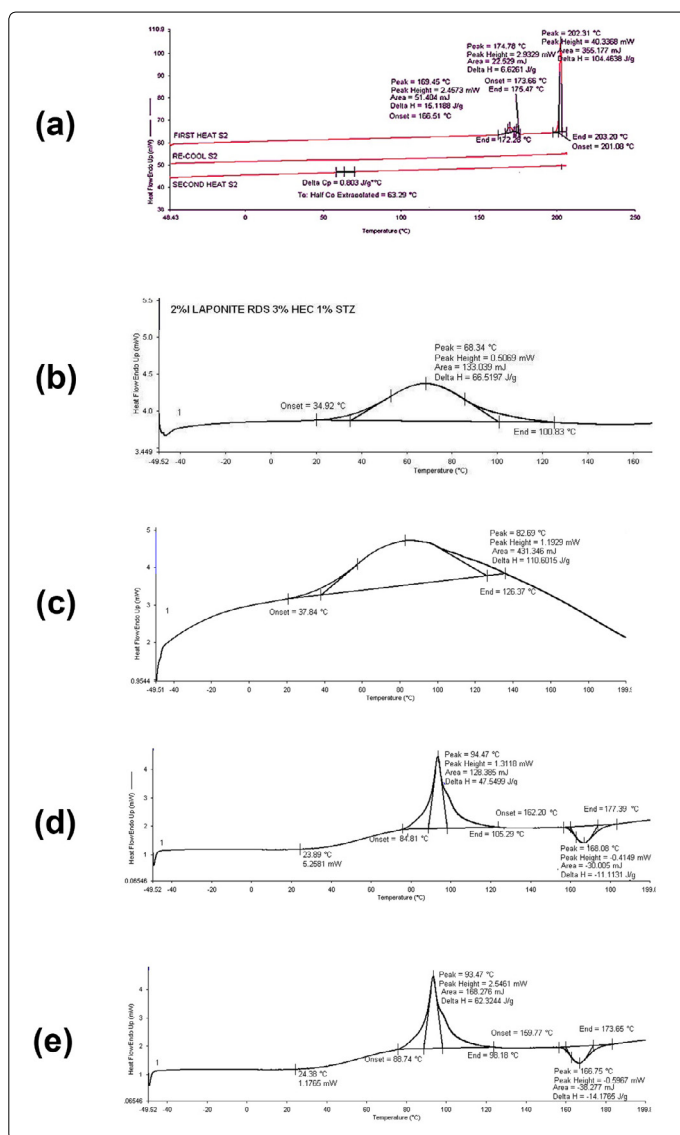 (a)
110.0
100
90
80
70
60
50
40
30
Heat Flow Endo Up (mW)
Peak = 174.78 °C
Peak Height = 2.9329 mW
Area = 22.529 mJ
Delta H = 6.6261 J/g
Onset = 173.66 °C
End = 175.47 °C
Peak = 202.31 °C
Peak Height = 40.3368 mW
Area = 355.177 mJ
Delta H = 104.4638 J/g
Peak = 169.45 °C
Peak Height = 2.4573 mW
Area = 51.404 mJ
Delta H = 15.1188 J/g
Onset = 166.51 °C
FIRST HEAT S2
End = 172.26 °C
End = 203.20 °C
Onset = 201.08 °C
RE-COOL S2
SECOND HEAT S2
Delta Cp = 0.803 J/g*°C
Tg: Half Cp Extrapolated = 63.29 °C
0 50 100 150 200 250
Temperature (°C)
(b)
2%I LAPONITE RDS 3% HEC 1% STZ
5.5
5.0
4.5
4.0
3.449
Heat Flow Endo Up (mW)
Peak = 68.34 °C
Peak Height = 0.5069 mW
Area = 133.039 mJ
Delta H = 66.5197 J/g
Onset = 34.92 °C
1
End = 100.83 °C
-49.52 -40 -20 0 20 40 60 80 100 120 140 160
Temperature (°C)
(c)
5
4
3
2
0.9544
Heat Flow Endo Up (mW)
Peak = 82.69 °C
Peak Height = 1.1929 mW
Area = 431.346 mJ
Delta H = 110.6015 J/g
1
Onset = 37.84 °C
End = 126.37 °C
-49.51 -40 -20 0 20 40 60 80 100 120 140 160 180 199.
Temperature (°C)
(d)
4
3
2
1
0.06546
Heat Flow Endo Up (mW)
Peak = 94.47 °C
Peak Height = 1.3118 mW
Area = 128.385 mJ
Delta H = 47.5499 J/g
Onset = 162.20 °C
End = 177.39 °C
1
Onset = 84.81 °C
End = 105.29 °C
23.89 °C
Peak = 168.08 °C
Peak Height = -0.4149 mW
Area = -30.005 mJ
Delta H = -11.1131 J/g
-49.52 -40 -20 0 20 40 60 80 100 120 140 160 180 199.
Temperature (°C)
(e)
4
3
2
1
.06546
Heat Flow Endo Up (mW)
Peak = 93.47 °C
Peak Height = 2.5461 mW
Area = 168.276 mJ
Delta H = 62.3244 J/g
Onset = 159.77 °C
End = 173.65 °C
1
Onset = 88.74 °C
End = 98.18 °C
24.38 °C
1.1765 mW
Peak = 166.75 °C
Peak Height = -0.5967 mW
Area = -38.277 mJ
Delta H = -14.1765 J/g
-49.52 -40 -20 0 20 40 60 80 100 120 140 160 180 199.
Temperature (°C)